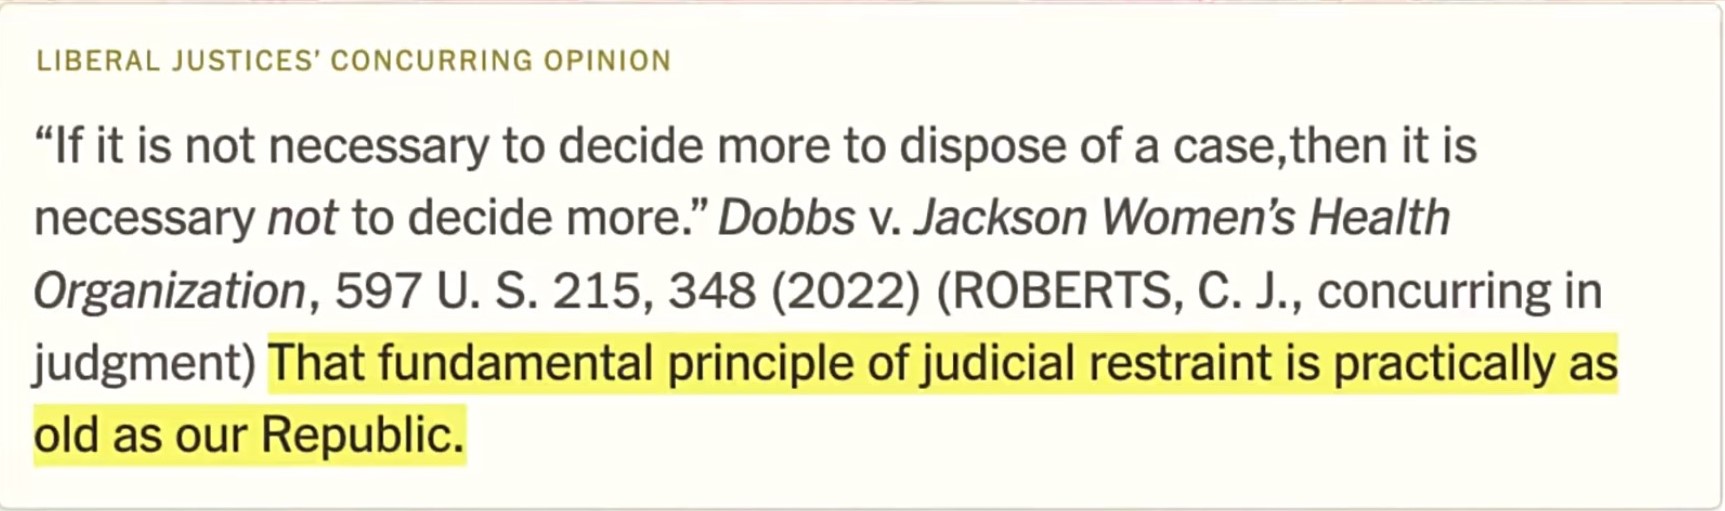 LIBERAL JUSTICES’ CONCURRING OPINION
“If it is not necessary to decide more to dispose of a case,then it is
necessary not to decide more.” Dobbs v. Jackson Women’s Health
Organization, 597 U. S. 215, 348 (2022) (ROBERTS, C. J., concurring in
judgment) That fundamental principle of judicial restraint is practically as
old as our Republic.